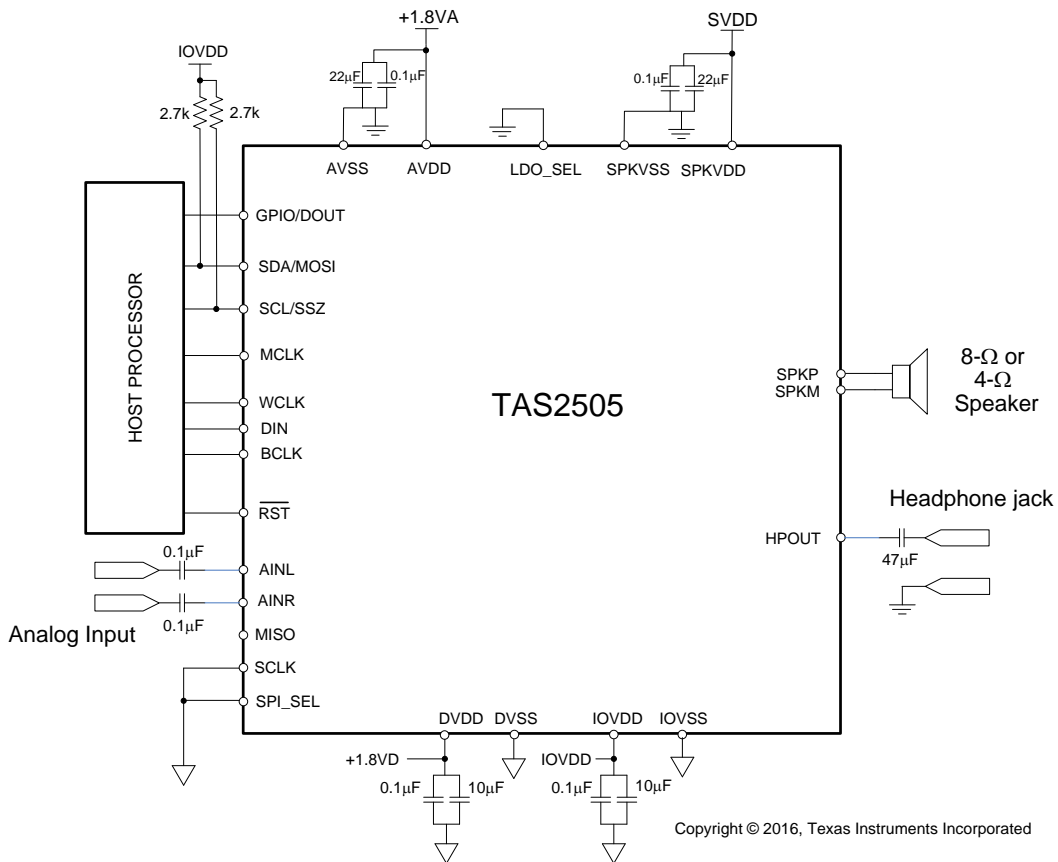 +1.8VA
SVDD
IOVDD
22μF
0.1μF
0.1μF
22μF
2.7k
2.7k
AVSS
AVDD
LDO_SEL
SPKVSS
SPKVDD
HOST PROCESSOR
GPIO/DOUT
SDA/MOSI
SCL/SSZ
MCLK
WCLK
DIN
BCLK
RST
TAS2505
SPKP
SPKM
8-Ω or
4-Ω
Speaker
Headphone jack
HPOUT
47μF
0.1μF
AINL
AINR
0.1μF
Analog Input
MISO
SCLK
SPI_SEL
DVDD
DVSS
IOVDD
IOVSS
+1.8VD
IOVDD
0.1μF
10μF
0.1μF
10μF
Copyright © 2016, Texas Instruments Incorporated